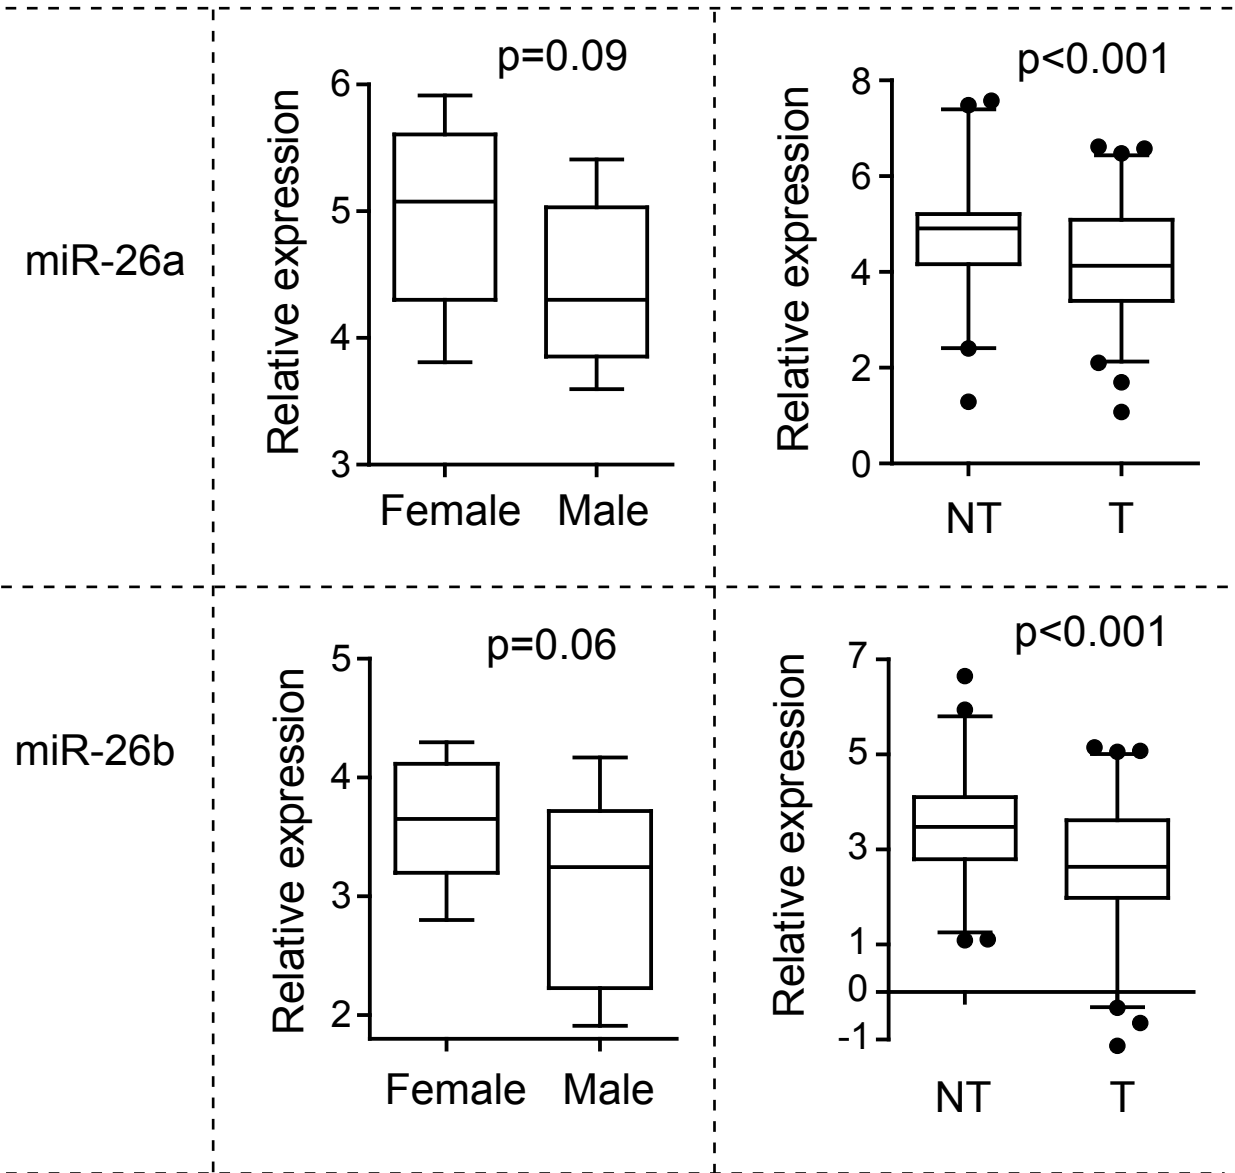 miR-26a
p=0.09
Relative expression
6
5
4
3
Female Male
p<0.001
Relative expression
8
6
4
2
0
NT T
miR-26b
p=0.06
Relative expression
5
4
3
2
Female Male
p<0.001
Relative expression
7
5
3
1
0
-1
NT T